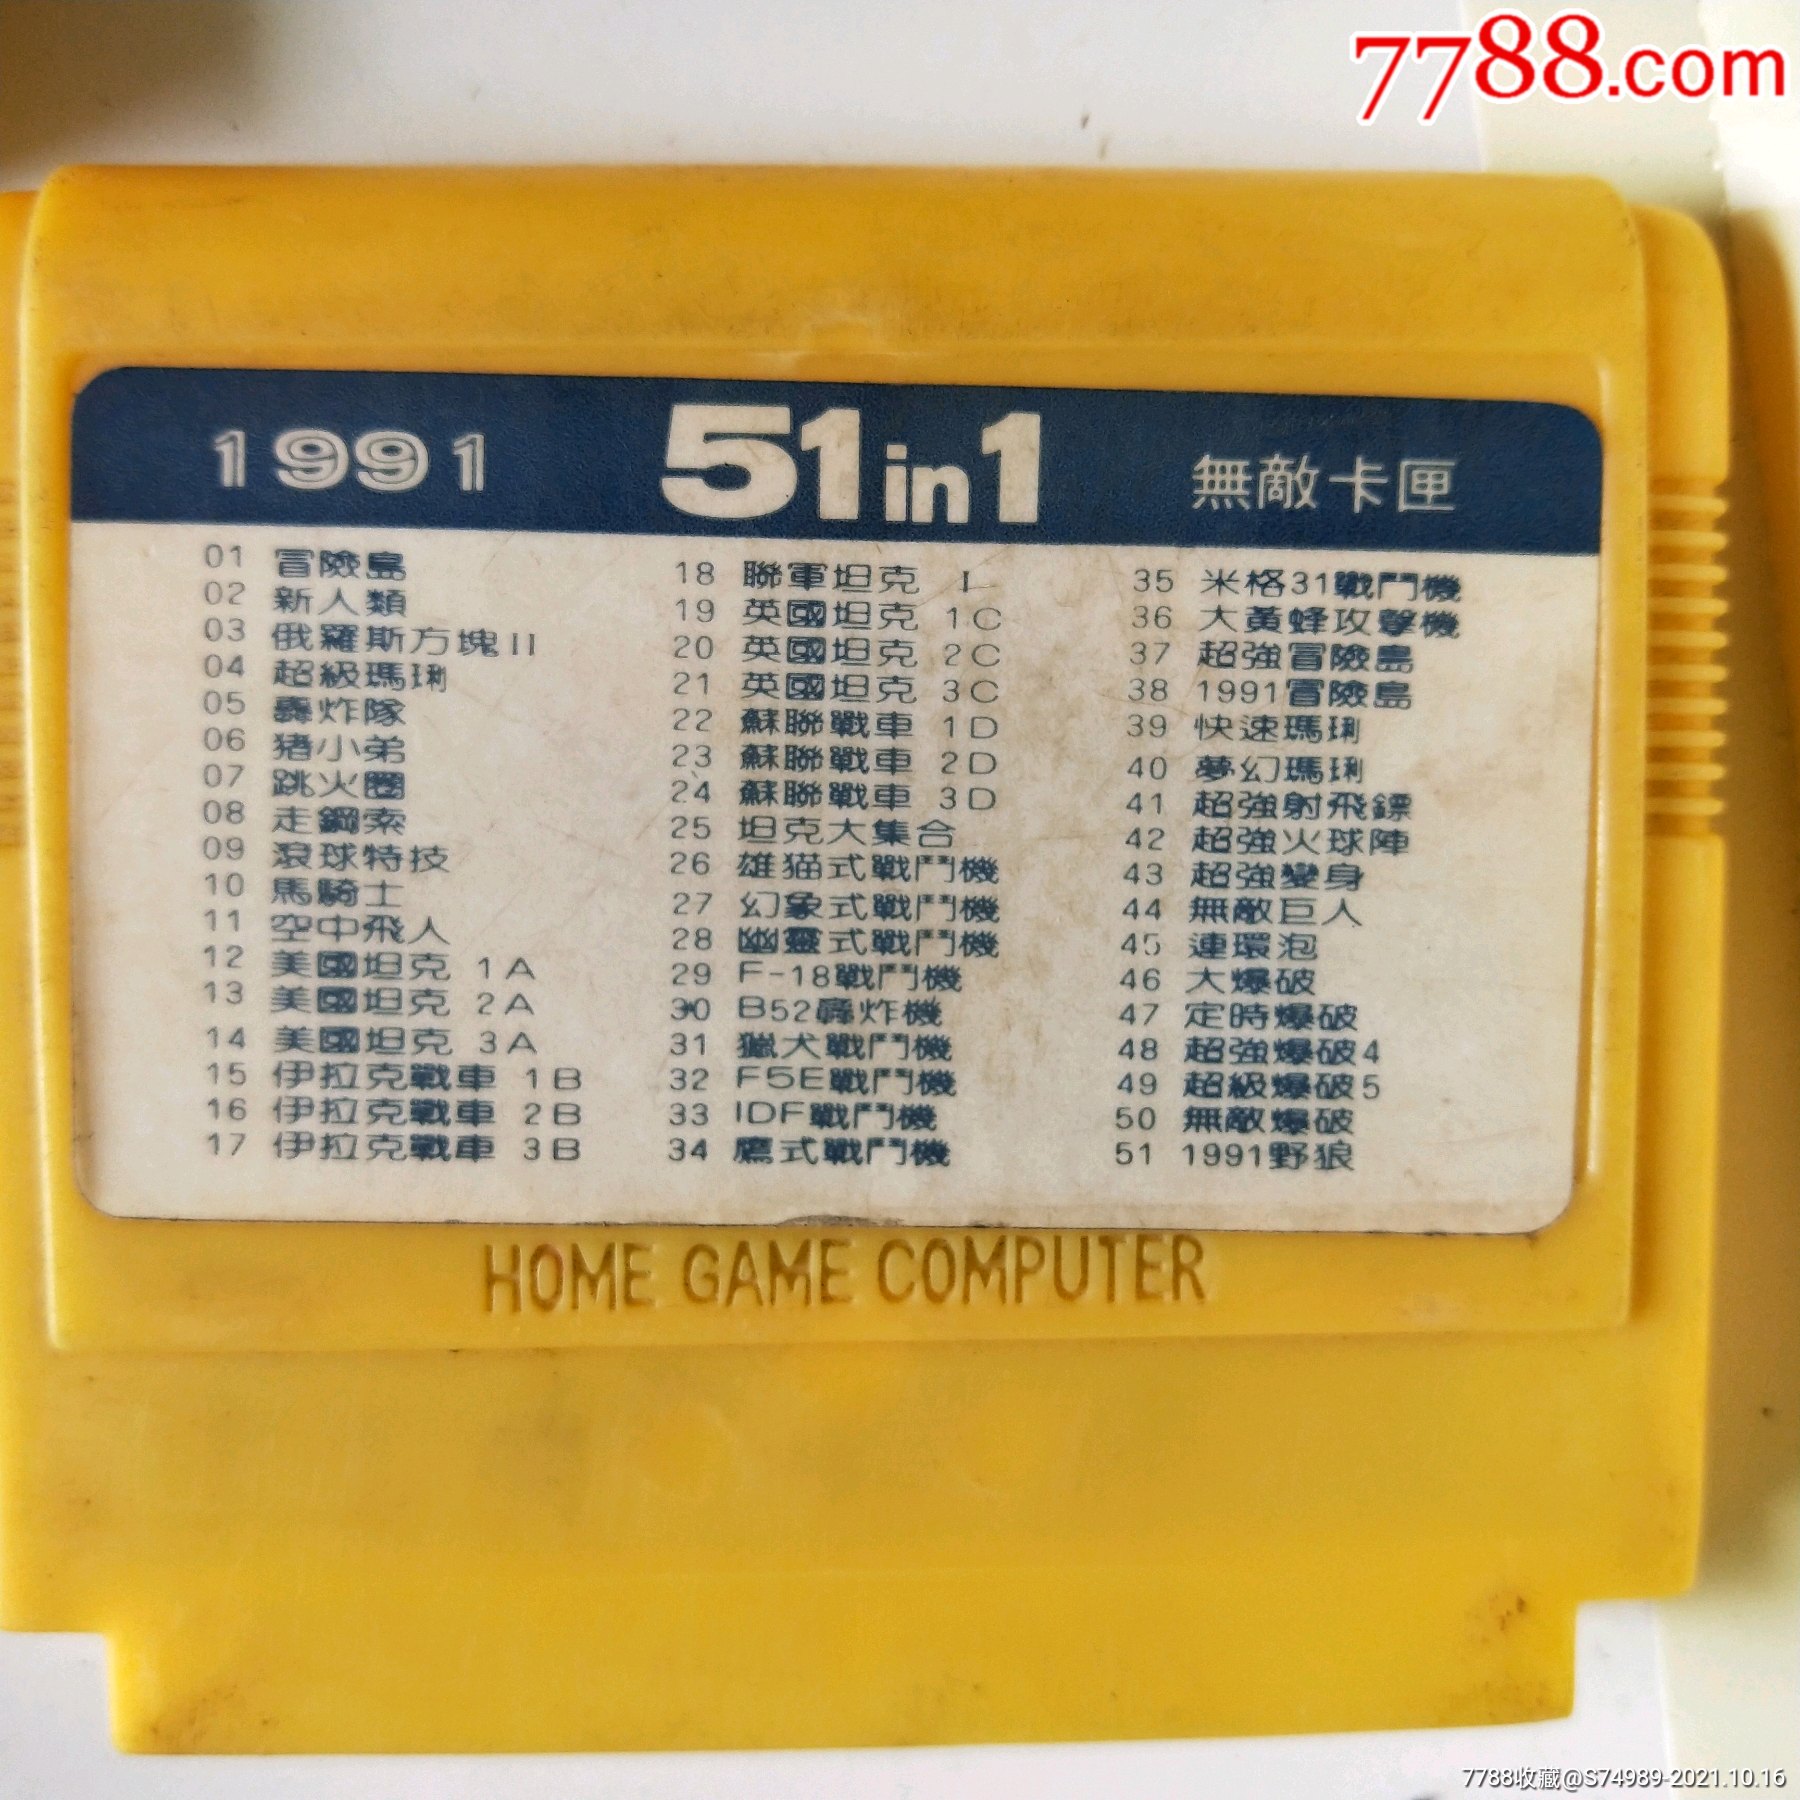 7788.com
1991 51in1 無敵卡匣
01 冒險島
02 新人類
03 俄羅斯方塊II
04 超級瑪琍
05 轟炸隊
06 猪小弟
07 跳火圈
08 走鋼索
09 滾球特技
10 馬騎士
11 空中飛人
12 美國坦克 1A
13 美國坦克 2A
14 美國坦克 3A
15 伊拉克戰車 1B
16 伊拉克戰車 2B
17 伊拉克戰車 3B
18 聯軍坦克
19 英國坦克 1C
20 英國坦克 2C
21 英國坦克 3C
22 蘇聯戰車 1D
23 蘇聯戰車 2D
24 蘇聯戰車 3D
25 坦克大集合
26 雄猫式戰鬥機
27 幻象式戰鬥機
28 幽靈式戰鬥機
29 F-18戰鬥機
30 B52轟炸機
31 獵犬戰鬥機
32 F5E戰鬥機
33 IDF戰鬥機
34 鷹式戰鬥機
35 米格31戰鬥機
36 大黃蜂攻擊機
37 超強冒險島
38 1991冒險島
39 快速瑪琍
40 夢幻瑪琍
41 超強射飛鏢
42 超強火球陣
43 超強變身
44 無敵巨人
45 連環泡
46 大爆破
47 定時爆破
48 超強爆破4
49 超級爆破5
50 無敵爆破
51 1991野狼
HOME GAME COMPUTER
7788收藏@S74989-2021.10.16